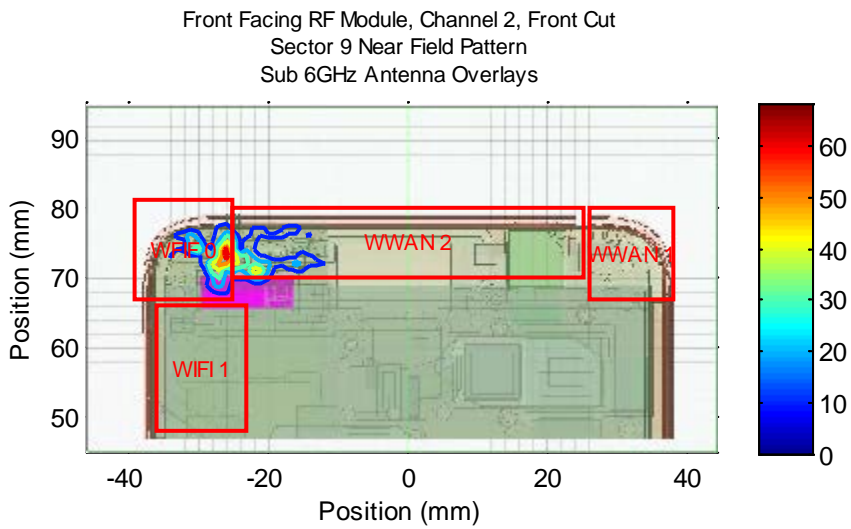 Front Facing RF Module, Channel 2, Front Cut
Sector 9 Near Field Pattern
Sub 6GHz Antenna Overlays
90
80
70
60
50
Position (mm)
WIFI 0
WWAN 2
WWAN 1
WIFI 1
-40
-20
0
20
40
Position (mm)
60
50
40
30
20
10
0